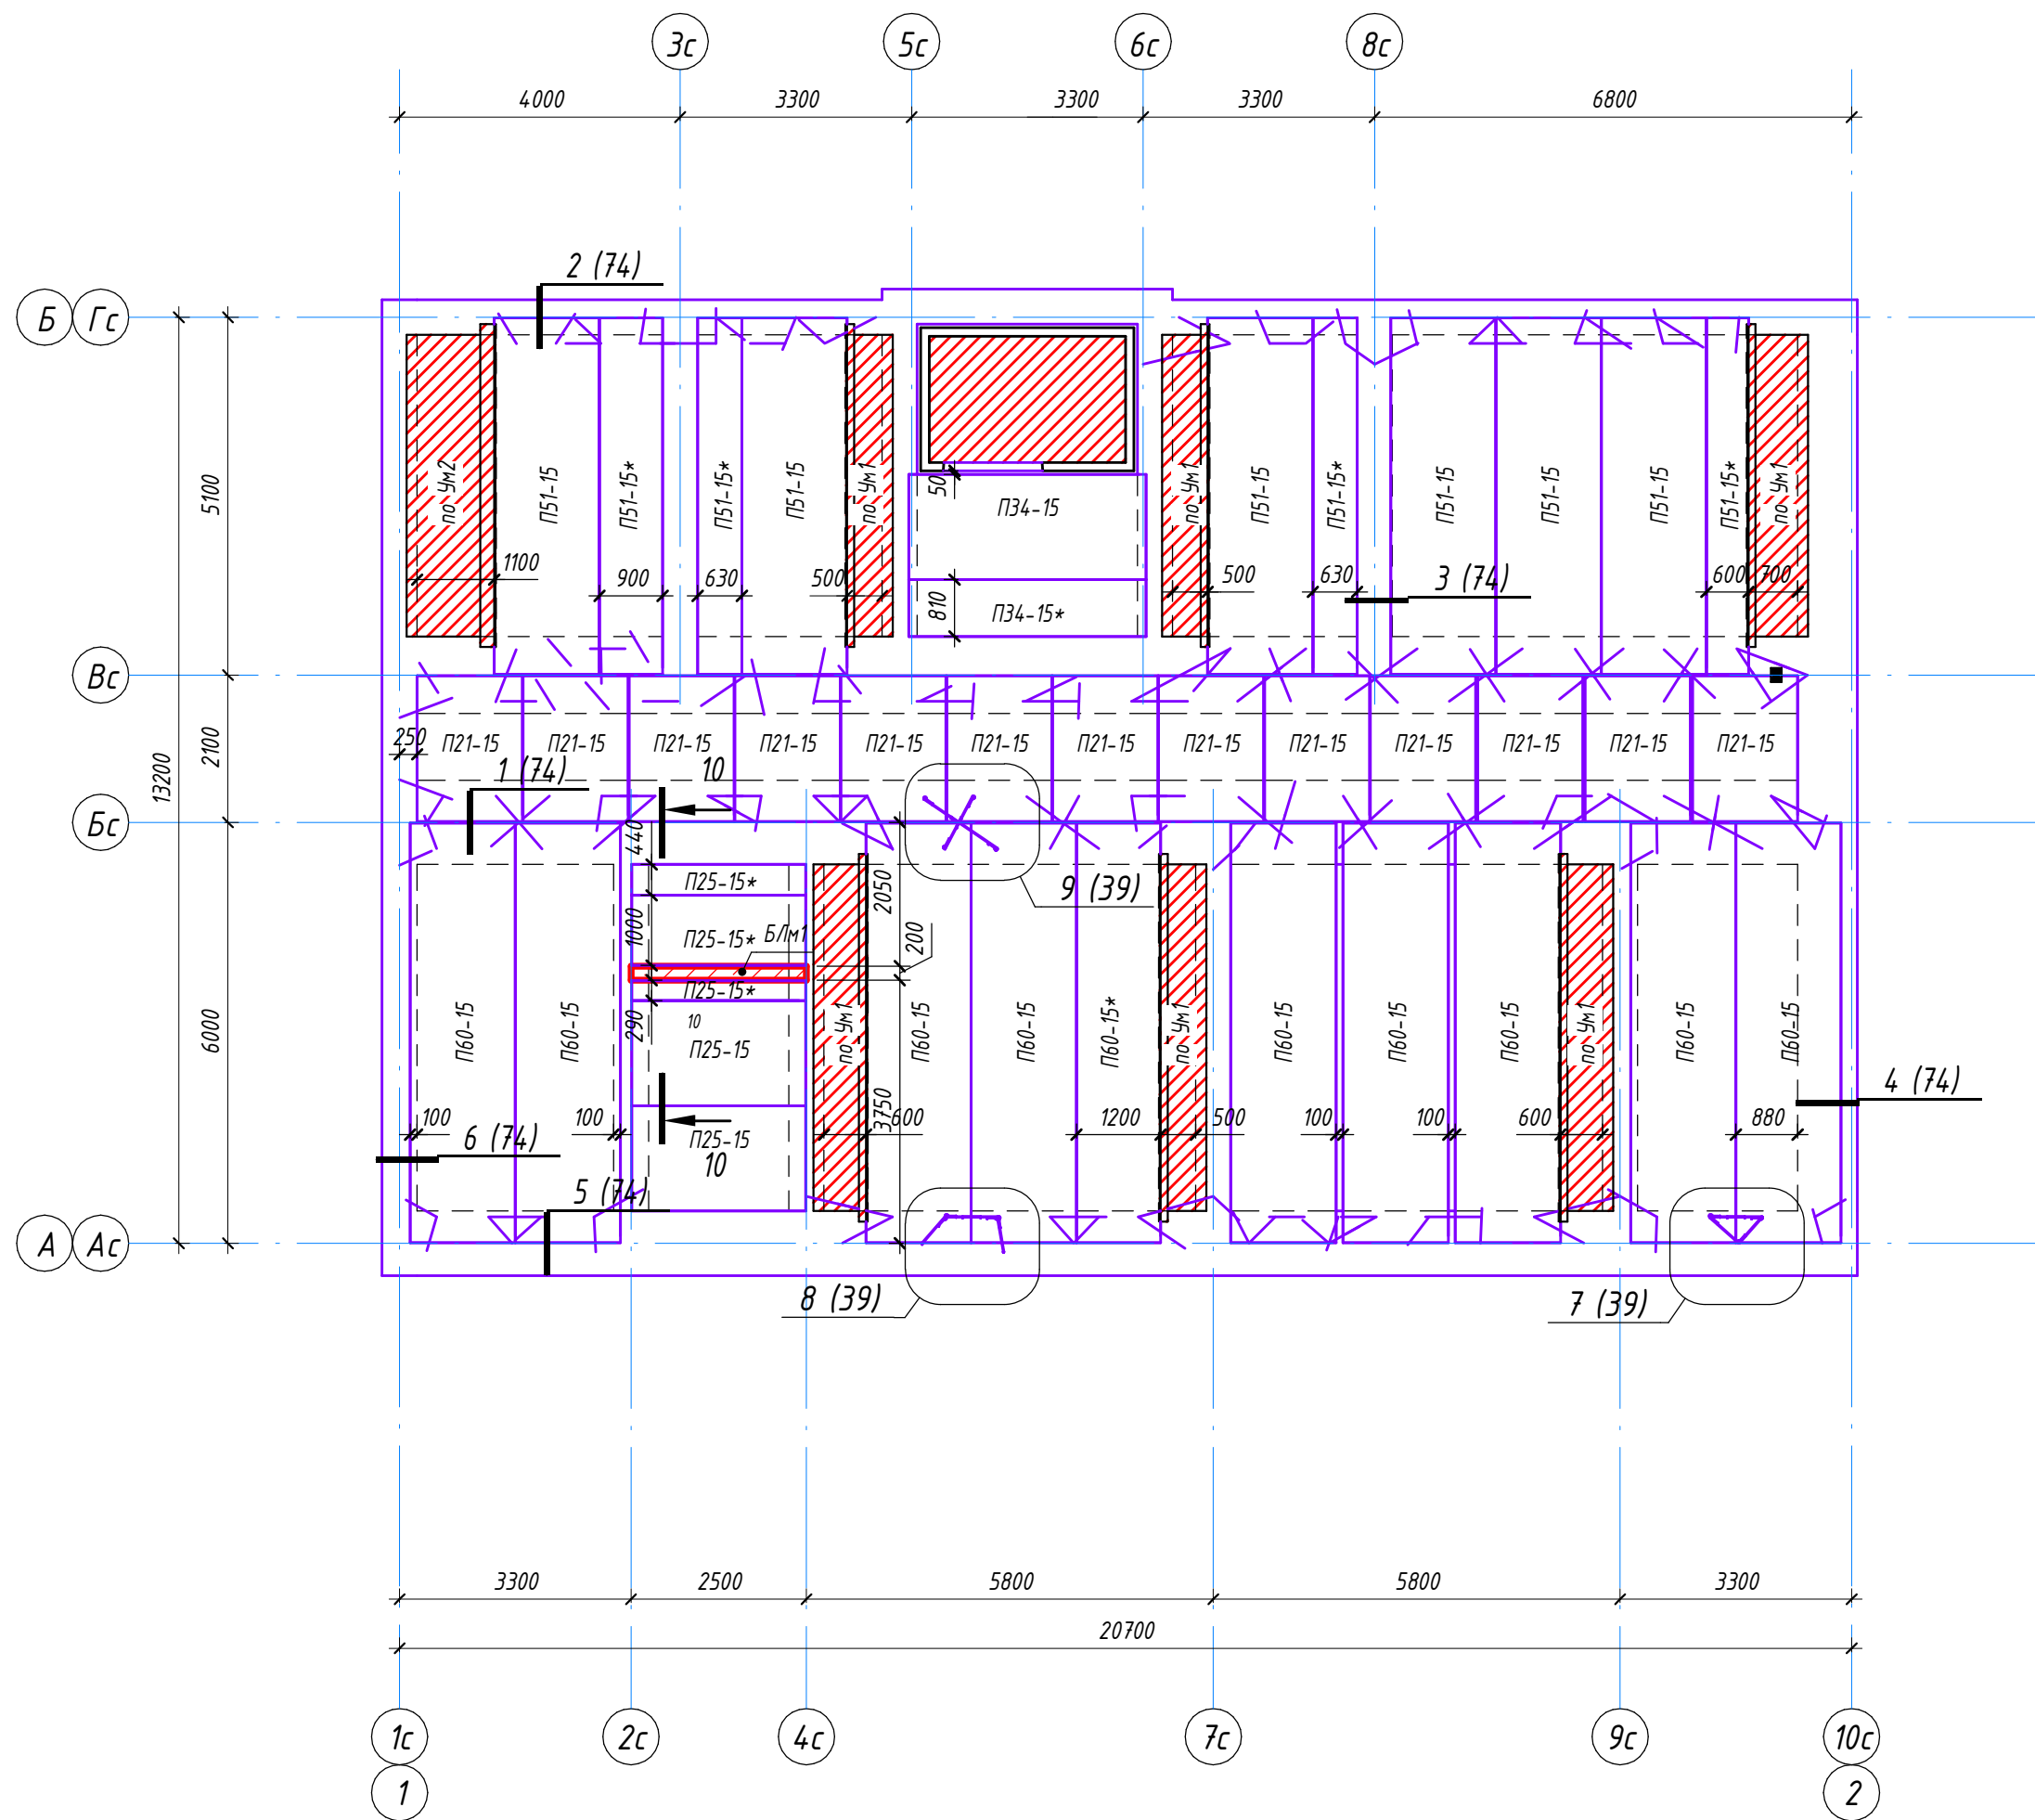 3с 5с 6с 8с
4000 3300 3300 3300 6800
2 (74)
Б Гс
5100
по Ум2
П51-15
П51-15*
П51-15*
П51-15
по Ум1
50
П34-15
по Ум1
П51-15
П51-15*
П51-15
П51-15
П51-15
П51-15*
по Ум1
1100 900 630 500 500 630 600 700
3 (74)
810
П34-15*
Вс
13200
2100
250 П21-15 П21-15 П21-15 П21-15 П21-15 П21-15 П21-15 П21-15 П21-15 П21-15 П21-15 П21-15 П21-15
1 (74)
10
Бс
440
П25-15*
2050
9 (39)
1000
П25-15* БЛм1
200
П25-15*
290
10
П25-15
6000
П60-15
П60-15
по Ум1
П60-15
П60-15
П60-15*
по Ум1
П60-15
П60-15
П60-15
по Ум1
П60-15
П60-15
4 (74)
3750
100 100 600 1200 500 100 100 600 880
6 (74)
П25-15
10
5 (74)
А Ас
8 (39)
7 (39)
3300 2500 5800 5800 3300
20700
1с 2с 4с 7с 9с 10с
1 2